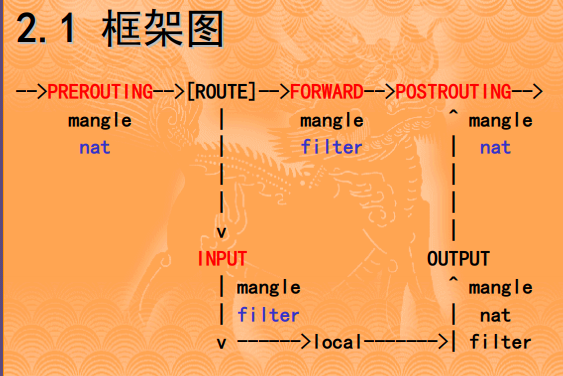 2.1 框架图
-->PREROUTING-->[ROUTE]-->FORWARD-->POSTROUTING-->
mangle | mangle ^ mangle
nat | filter | nat
| |
| |
v |
INPUT OUTPUT
| mangle ^ mangle
| filter | nat
v ------>local------->| filter